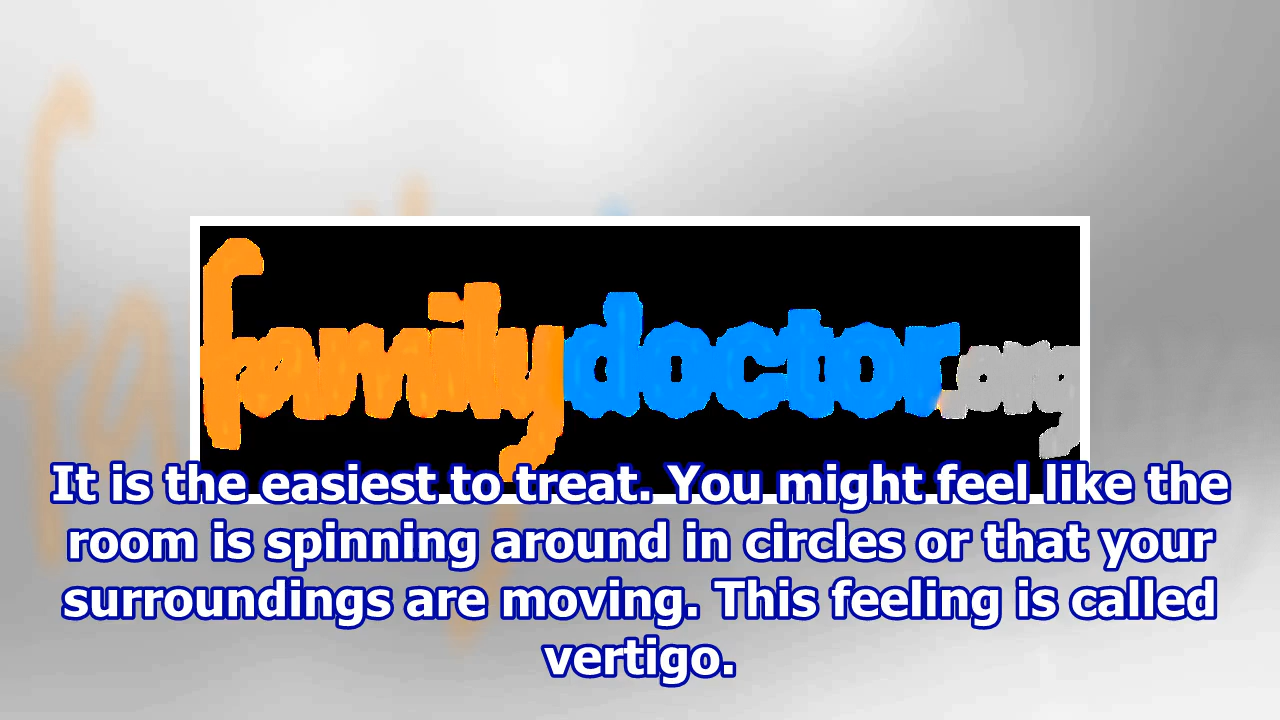 familydoctor.org
It is the easiest to treat. You might feel like the
room is spinning around in circles or that your
surroundings are moving. This feeling is called
vertigo.